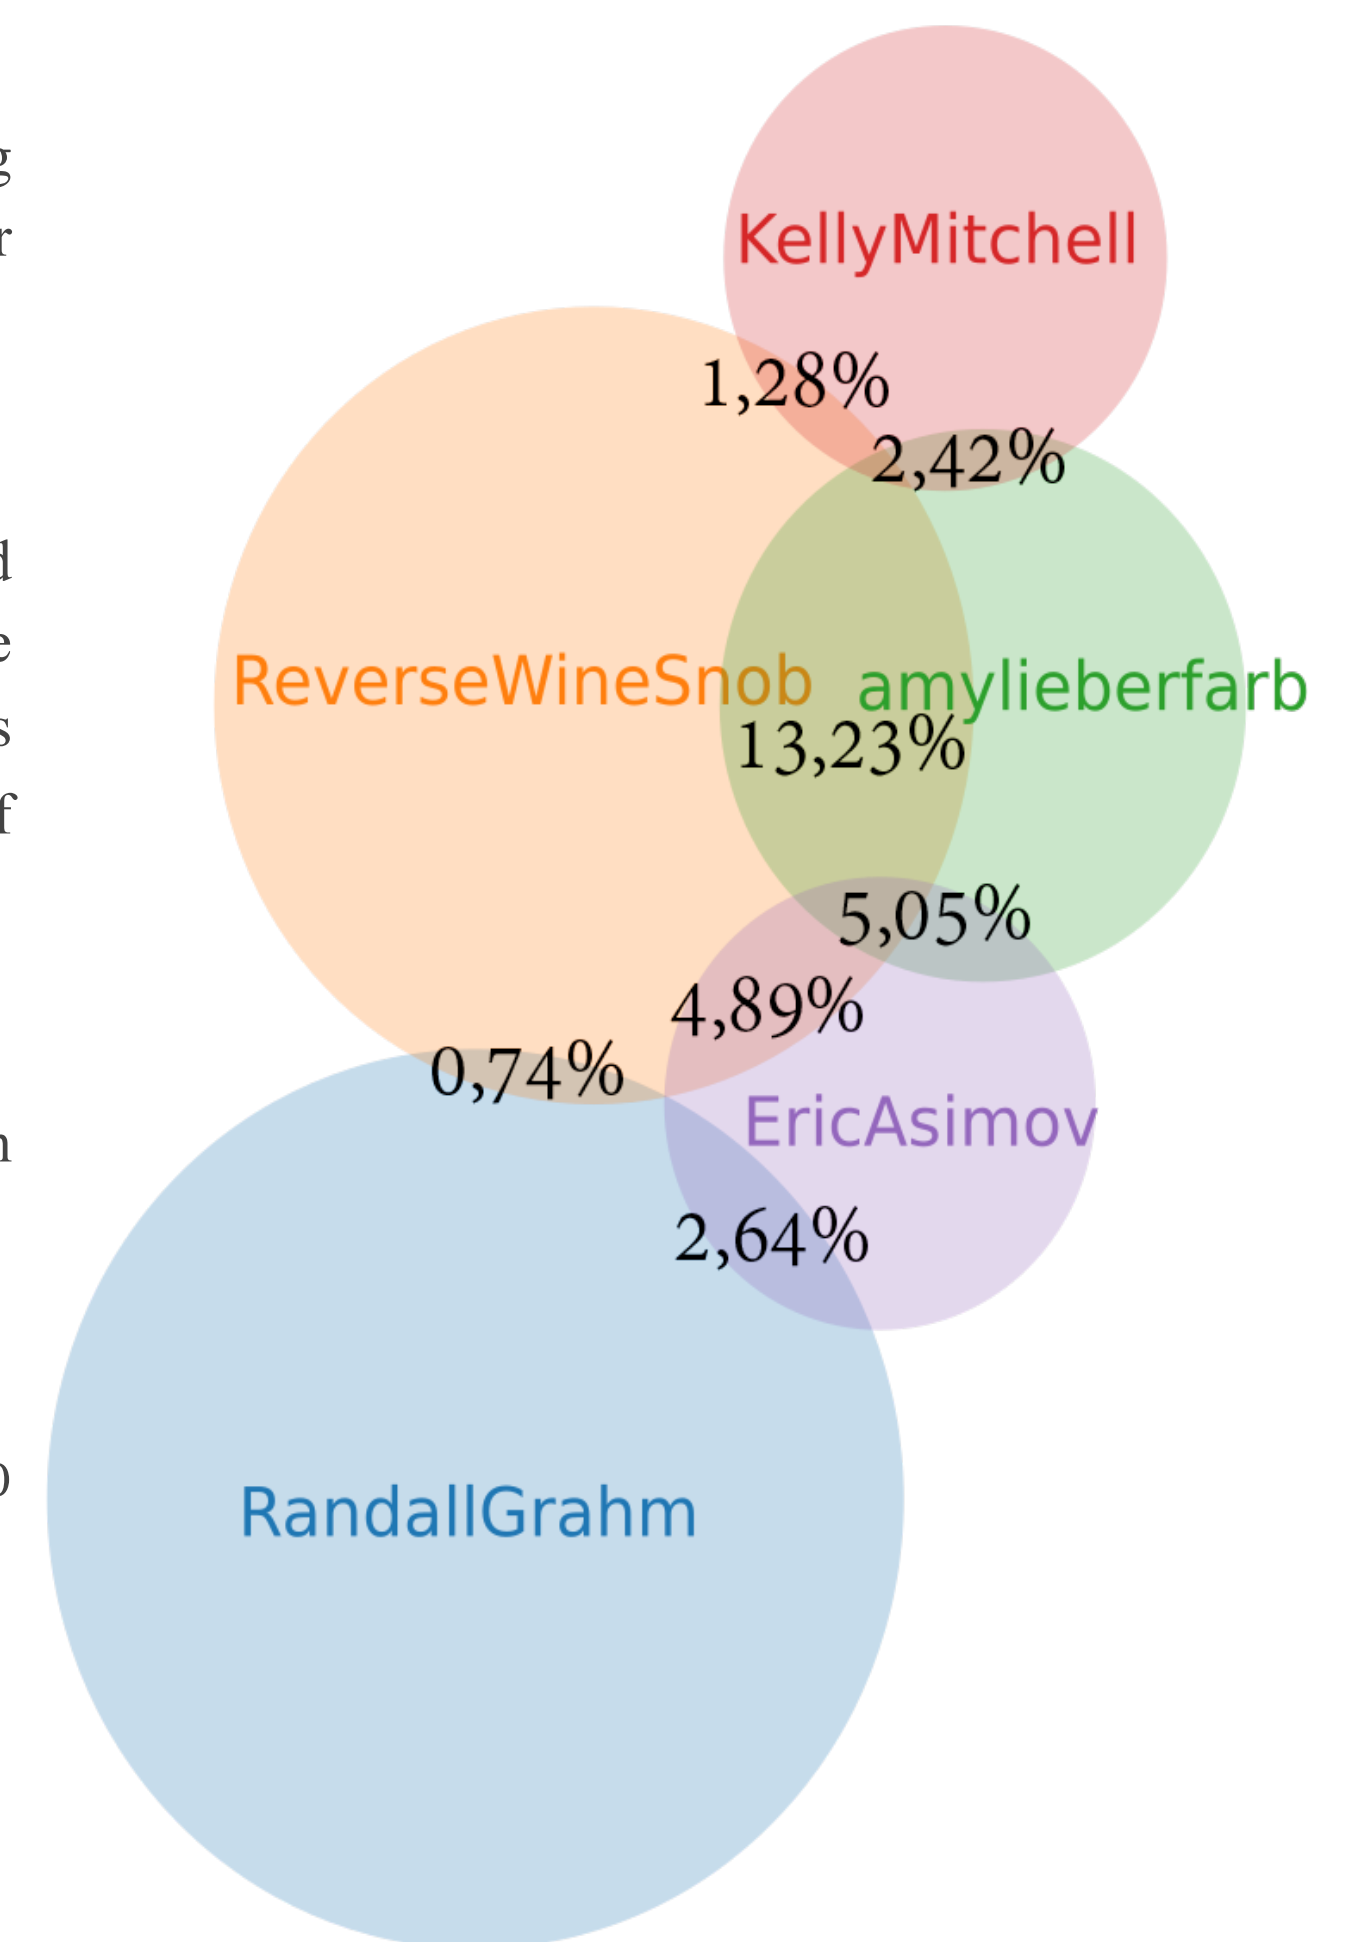 KellyMitchell
1,28%
2,42%
ReverseWineSnob
amylieberfarb
13,23%
5,05%
4,89%
0,74%
EricAsimov
2,64%
RandallGrahm